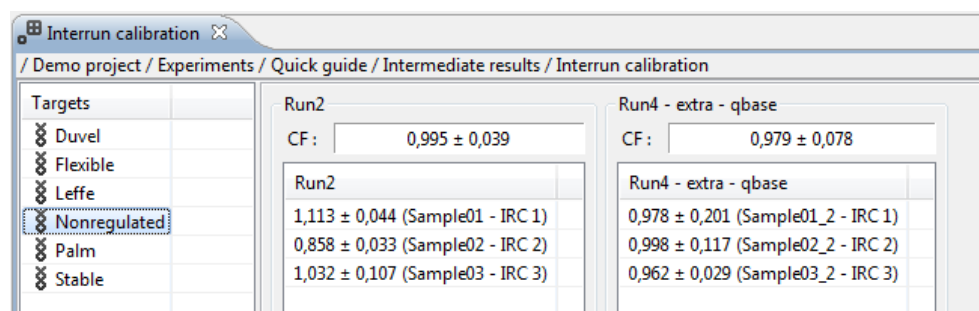 Interrun calibration
/ Demo project / Experiments / Quick guide / Intermediate results / Interrun calibration
Targets
Duvel
Flexible
Leffe
Nonregulated
Palm
Stable
Run2
CF: 0,995 ± 0,039
Run2
1,113 ± 0,044 (Sample01 - IRC 1)
0,858 ± 0,033 (Sample02 - IRC 2)
1,032 ± 0,107 (Sample03 - IRC 3)
Run4 - extra - qbase
CF: 0,979 ± 0,078
Run4 - extra - qbase
0,978 ± 0,201 (Sample01_2 - IRC 1)
0,998 ± 0,117 (Sample02_2 - IRC 2)
0,962 ± 0,029 (Sample03_2 - IRC 3)